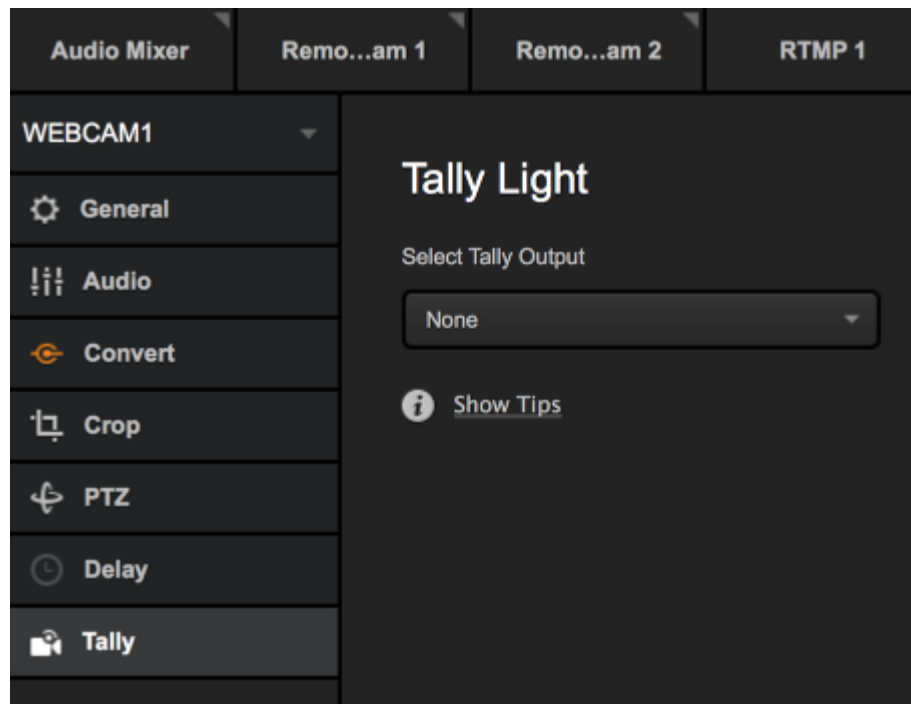 Audio Mixer
Remo...am 1
Remo...am 2
RTMP 1
WEBCAM1
General
Audio
Convert
Crop
PTZ
Delay
Tally
Tally Light
Select Tally Output
None
Show Tips